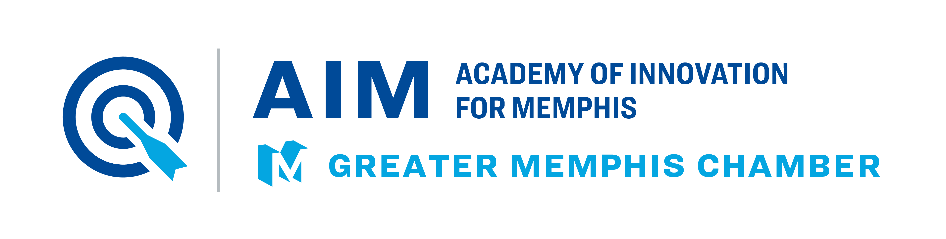 AIM
ACADEMY OF INNOVATION
FOR MEMPHIS
M GREATER MEMPHIS CHAMBER